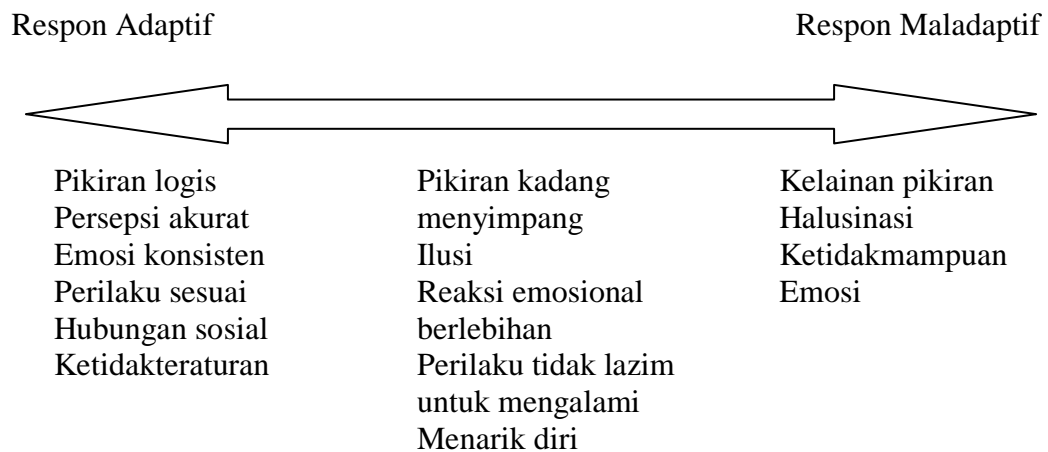 Respon Adaptif
Respon Maladaptif
Pikiran logis
Persepsi akurat
Emosi konsisten
Perilaku sesuai
Hubungan sosial
Ketidakteraturan
Pikiran kadang
menyimpang
Ilusi
Reaksi emosional
berlebihan
Perilaku tidak lazim
untuk mengalami
Menarik diri
Kelainan pikiran
Halusinasi
Ketidakmampuan
Emosi